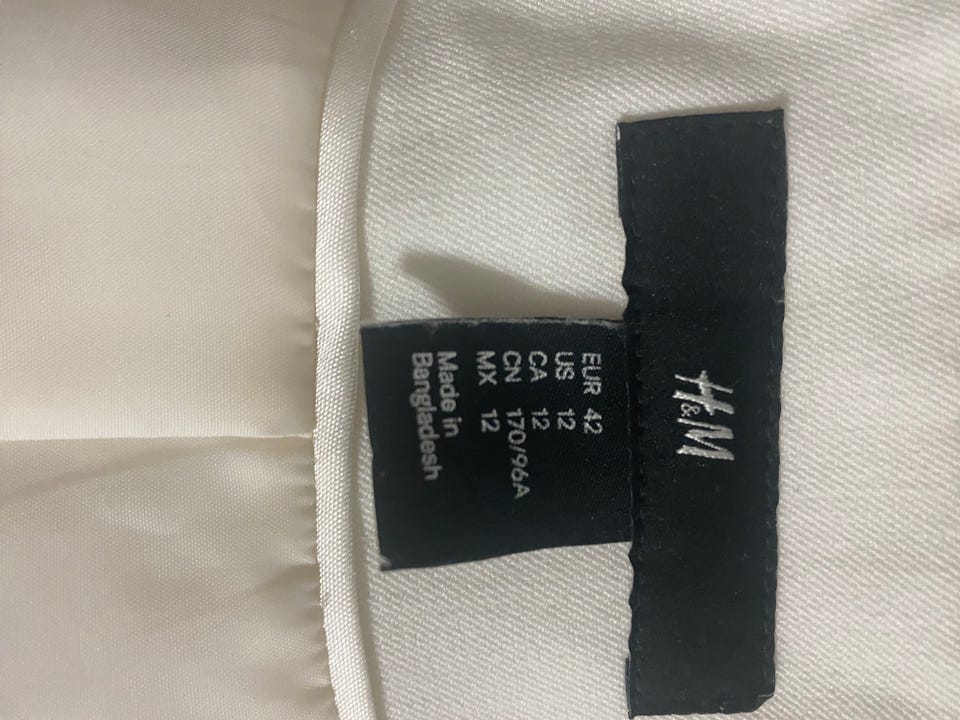 H&M
EUR 42
US 12
CA 12
CN 170/96A
MX 12
Made in
Bangladesh